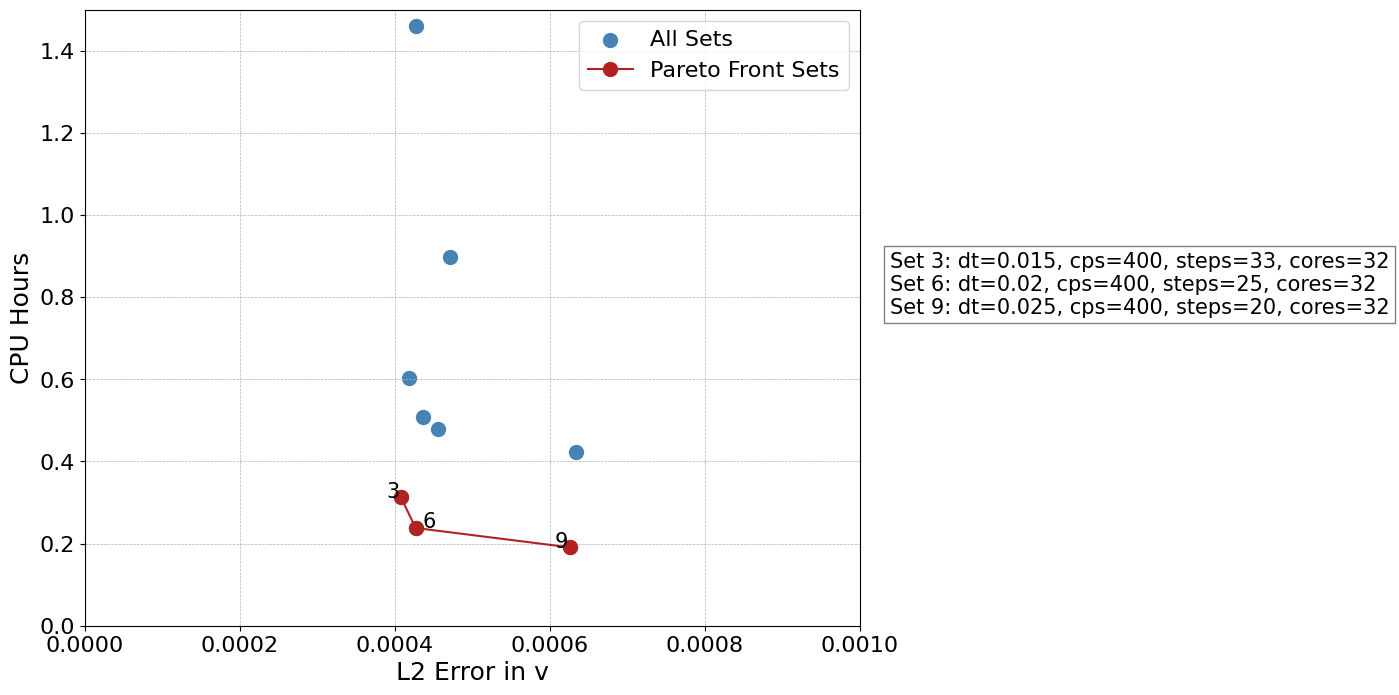 All Sets
Pareto Front Sets
1.4
1.2
1.0
0.8
0.6
0.4
0.2
0.0
CPU Hours
3
6
9
0.0000 0.0002 0.0004 0.0006 0.0008 0.0010
L2 Error in v
Set 3: dt=0.015, cps=400, steps=33, cores=32
Set 6: dt=0.02, cps=400, steps=25, cores=32
Set 9: dt=0.025, cps=400, steps=20, cores=32